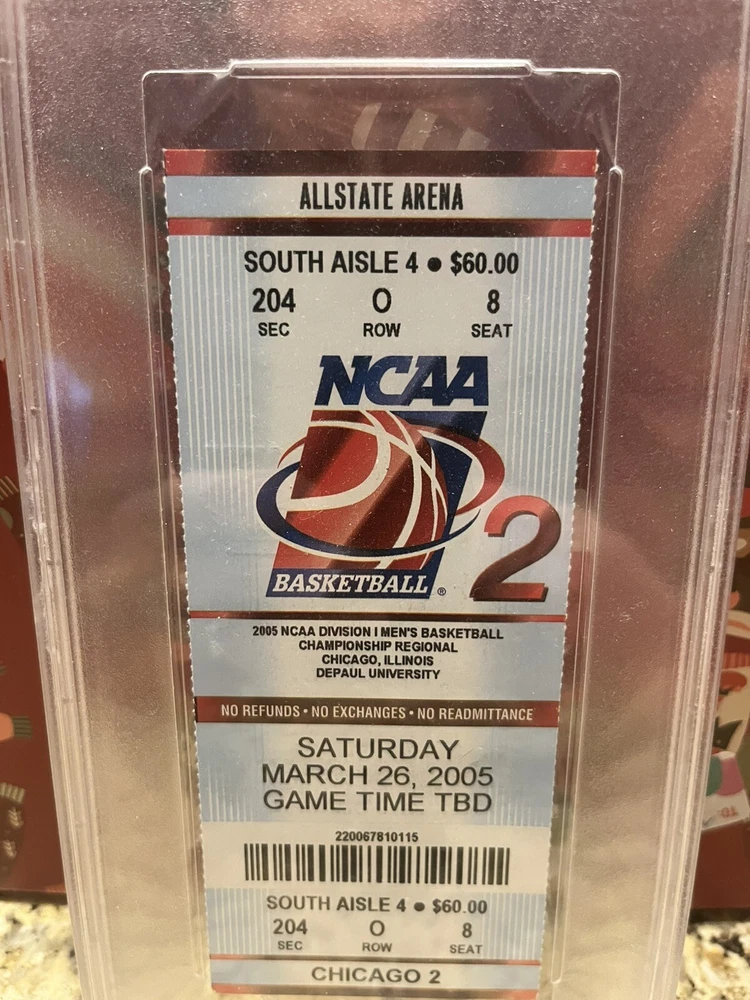 ALLSTATE ARENA
SOUTH AISLE 4 • $60.00
204 O 8
SEC ROW SEAT
NCAA
BASKETBALL ® 2
2005 NCAA DIVISION I MEN'S BASKETBALL
CHAMPIONSHIP REGIONAL
CHICAGO, ILLINOIS
DEPAUL UNIVERSITY
NO REFUNDS • NO EXCHANGES • NO READMITTANCE
SATURDAY
MARCH 26, 2005
GAME TIME TBD
220067810115
SOUTH AISLE 4 • $60.00
204 O 8
SEC ROW SEAT
CHICAGO 2